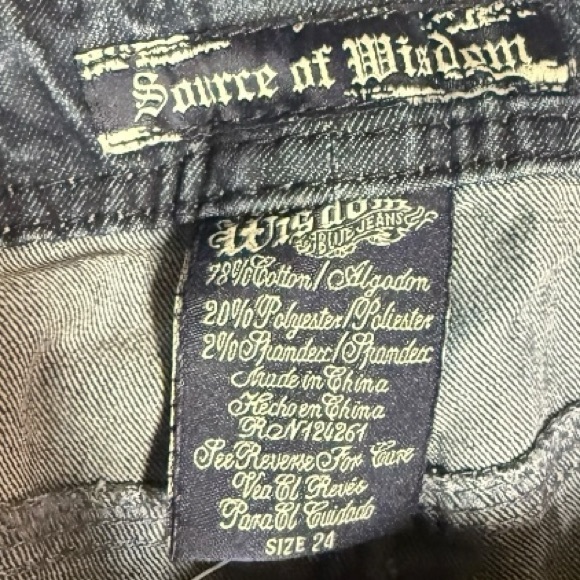 Source of Wisdom
Wisdom
BLUE JEANS
78% Cotton / Algodon
20% Polyester / Poliester
2% Spandex / Spandex
Made in China
Hecho en China
RN 124261
See Reverse For Care
Vea El Revés
Para El Cuidado
SIZE 24